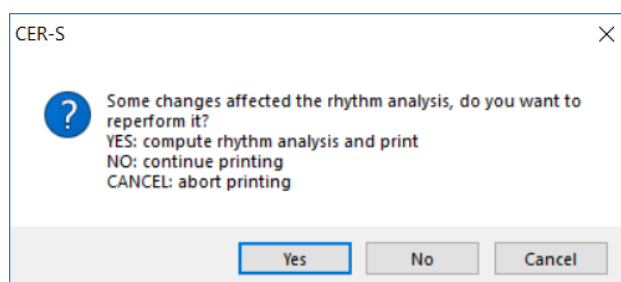 CER-S
Some changes affected the rhythm analysis, do you want to
reperform it?
YES: compute rhythm analysis and print
NO: continue printing
CANCEL: abort printing
Yes No Cancel